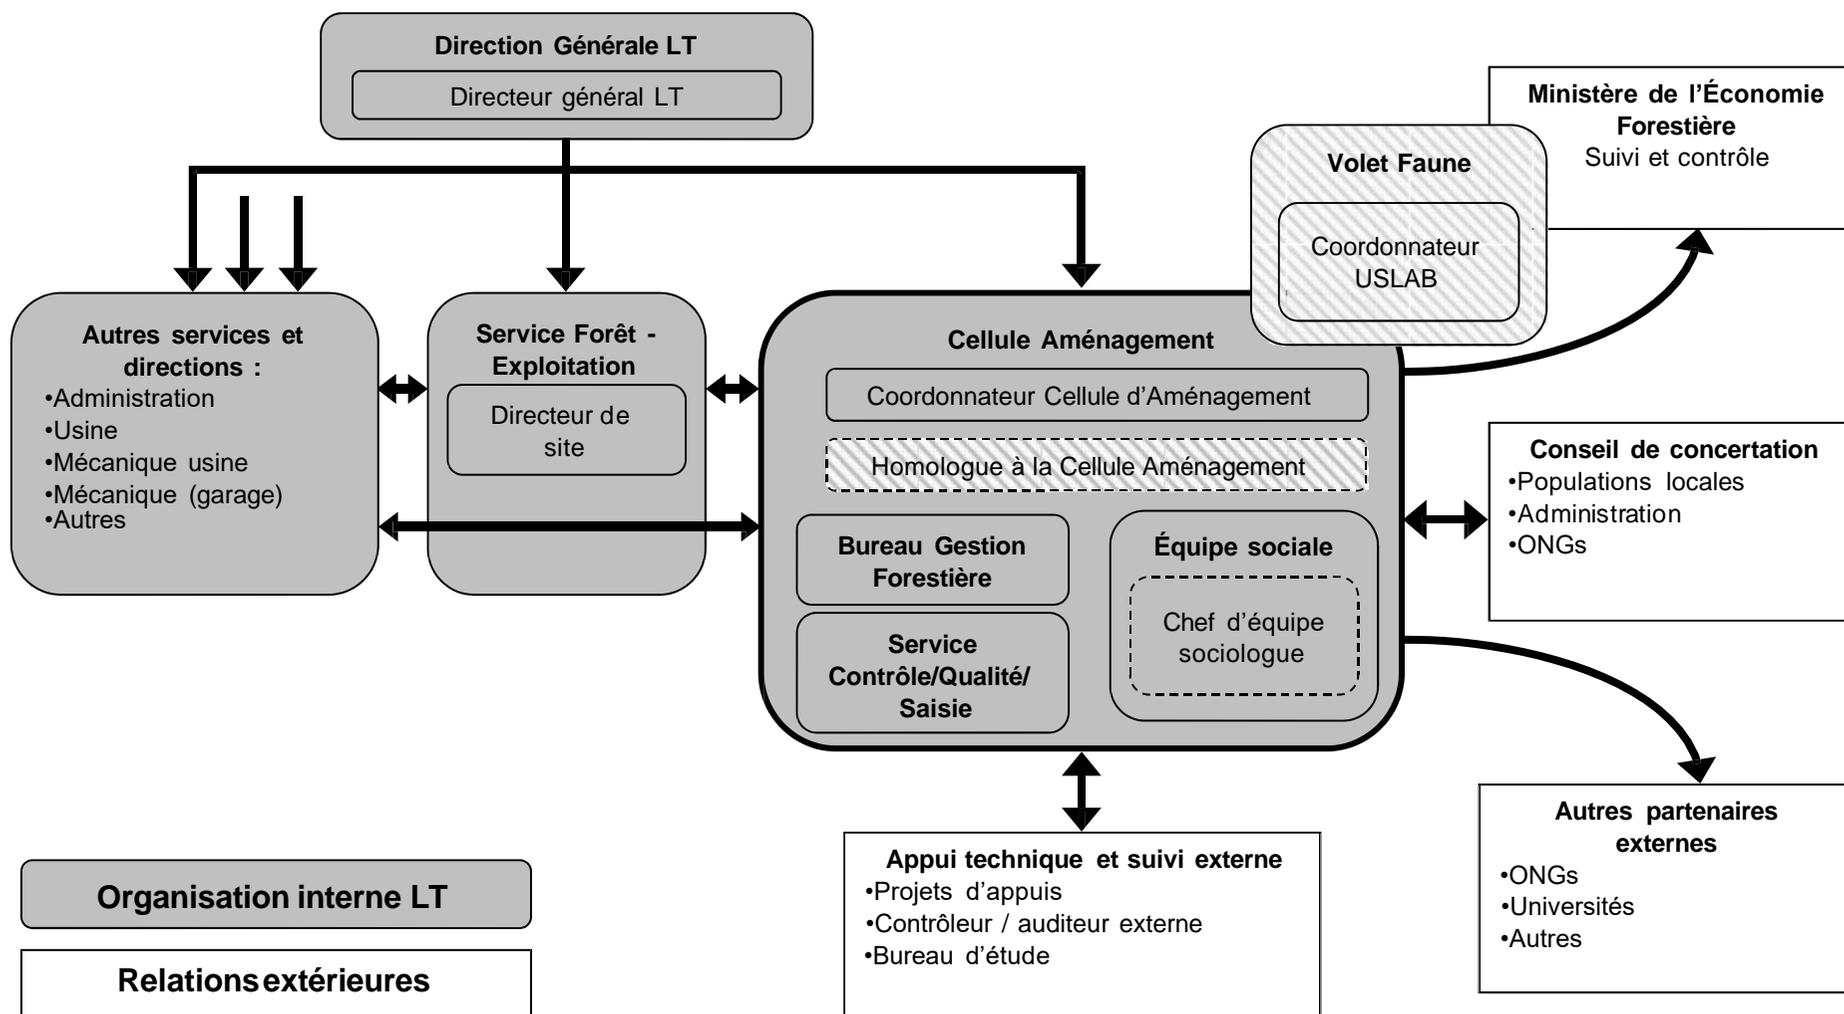 Direction Générale LT
Directeur général LT
Ministère de l’Économie
Forestière
Suivi et contrôle
Volet Faune
Coordonnateur
USLAB
Autres services et
directions :
•Administration
•Usine
•Mécanique usine
•Mécanique (garage)
•Autres
Service Forêt -
Exploitation
Directeur de
site
Cellule Aménagement
Coordonnateur Cellule d’Aménagement
Homologue à la Cellule Aménagement
Bureau Gestion
Forestière
Service
Contrôle/Qualité/
Saisie
Équipe sociale
Chef d’équipe
sociologue
Conseil de concertation
•Populations locales
•Administration
•ONGs
Autres partenaires
externes
•ONGs
•Universités
•Autres
Appui technique et suivi externe
•Projets d’appuis
•Contrôleur / auditeur externe
•Bureau d’étude
Organisation interne LT
Relations extérieures